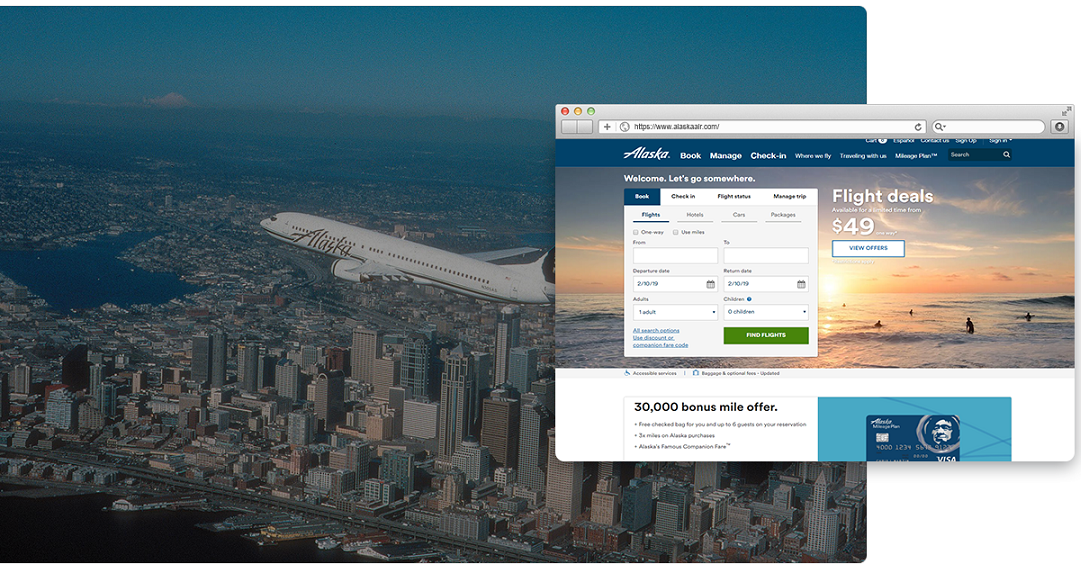 Alaska
https://www.alaskaair.com/
Cart 0 Español Contact us Sign Up Sign in
Alaska. Book Manage Check-in Where we fly Traveling with us Mileage Plan™ Search
Welcome. Let's go somewhere.
Book Check in Flight status Manage trip
Flights Hotels Cars Packages
One-way Use miles
From To
Departure date Return date
2/10/19 2/10/19
Adults Children
1 adult 0 children
All search options
Use discount or
companion fare code
FIND FLIGHTS
Flight deals
Available for a limited time from
$49 one way*
VIEW OFFERS
Accessible services | Baggage & optional fees - Updated
30,000 bonus mile offer.
• Free checked bag for you and up to 6 guests on your reservation
• 3x miles on Alaska purchases
• Alaska's Famous Companion Fare™
Alaska
Mileage Plan
4000 1234 5678
VISA